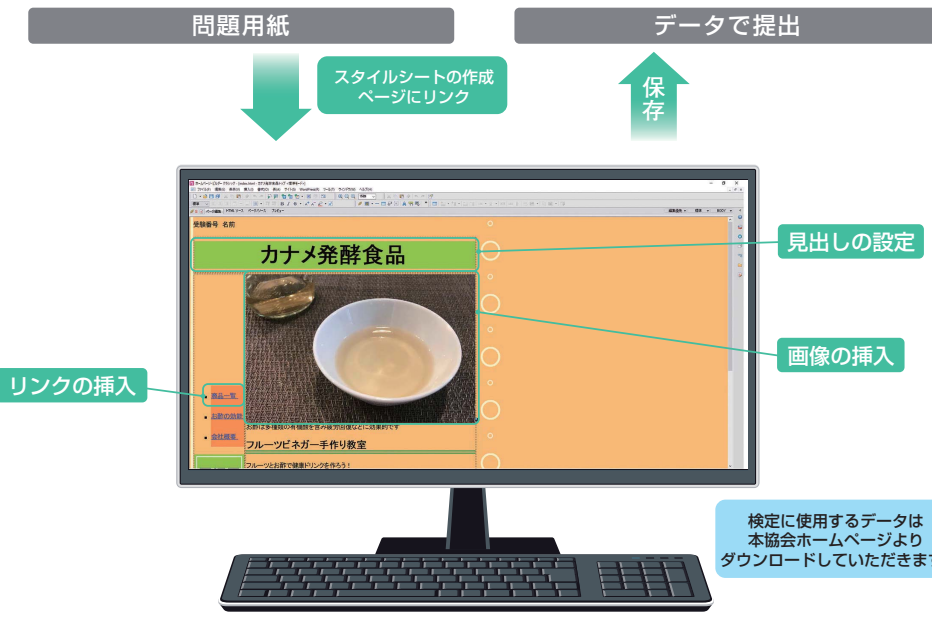 問題用紙
データで提出
スタイルシートの作成
ページにリンク
保存
受験番号 名前
カナメ発酵食品
見出しの設定
画像の挿入
リンクの挿入
商品一覧
お酢の効能
会社概要
お酢は多種類の有機酸を含み疲労回復などに効果的です
フルーツビネガー手作り教室
フルーツとお酢で健康ドリンクを作ろう！
検定に使用するデータは
本協会ホームページより
ダウンロードしていただきます